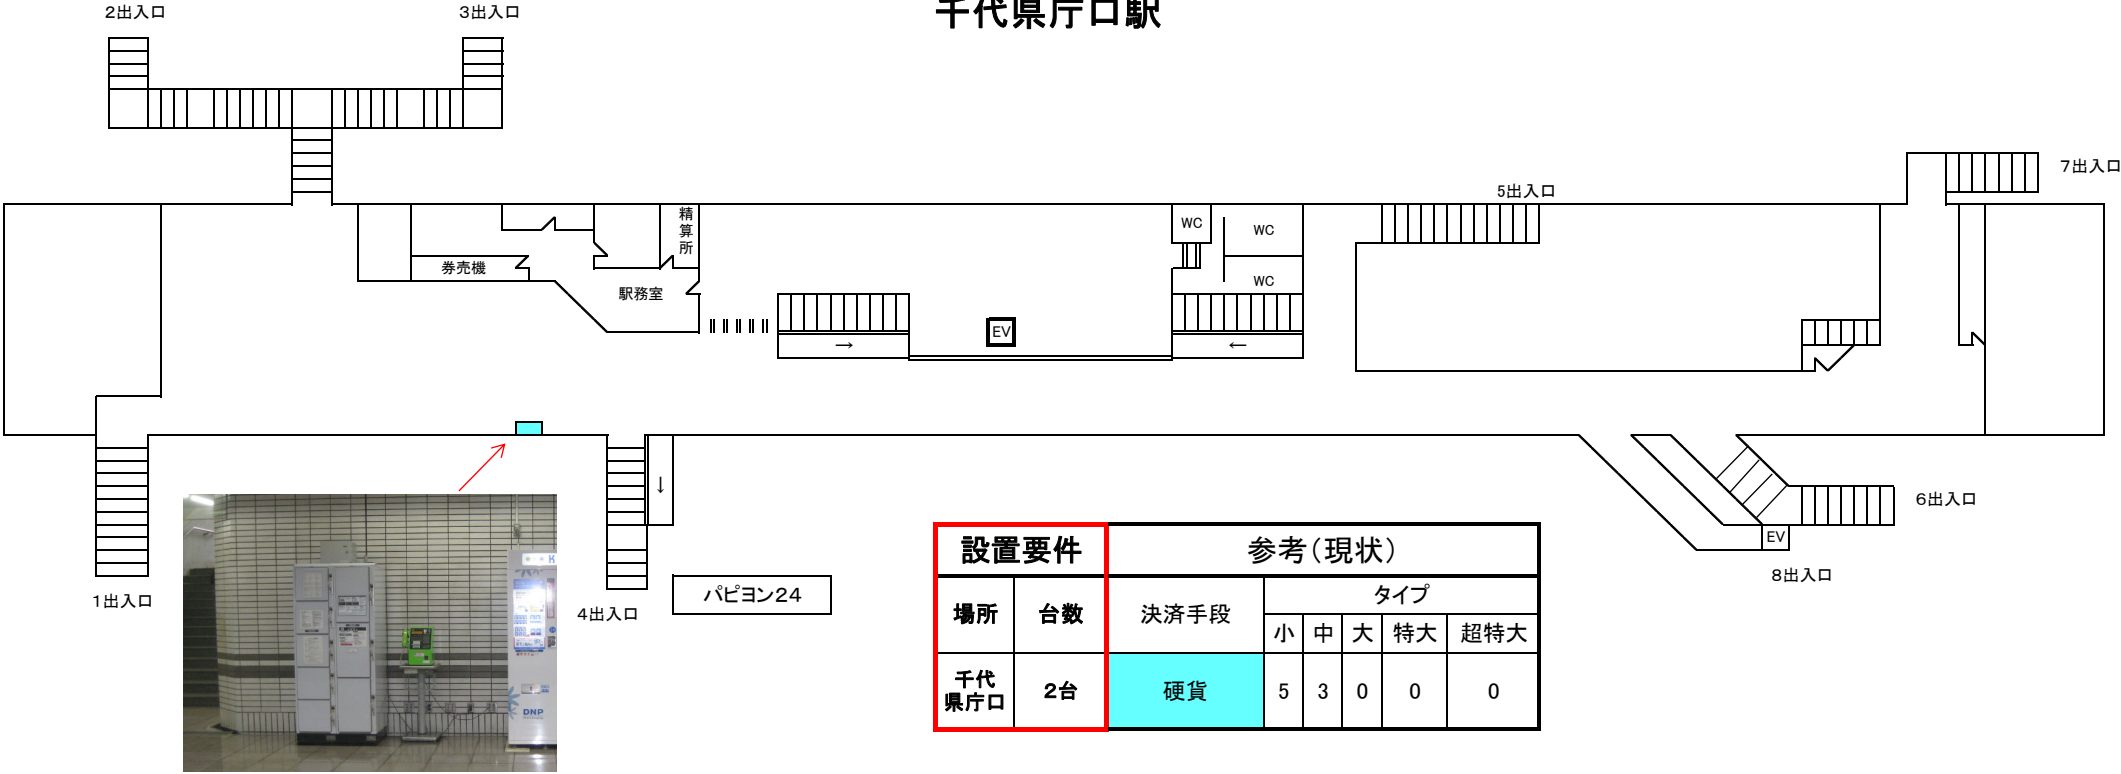 千代県庁口駅
2出入口
3出入口
7出入口
5出入口
精算所
WC
WC
WC
券売機
駅務室
EV
→
←
↓
6出入口
EV
8出入口
1出入口
4出入口
パピヨン24
設置要件 参考(現状)
場所 台数 決済手段 タイプ
小 中 大 特大 超特大
千代県庁口 2台 硬貨 5 3 0 0 0
K
DNP